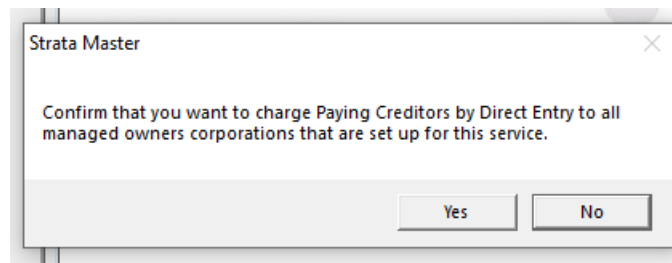 Strata Master
Confirm that you want to charge Paying Creditors by Direct Entry to all
managed owners corporations that are set up for this service.
Yes
No